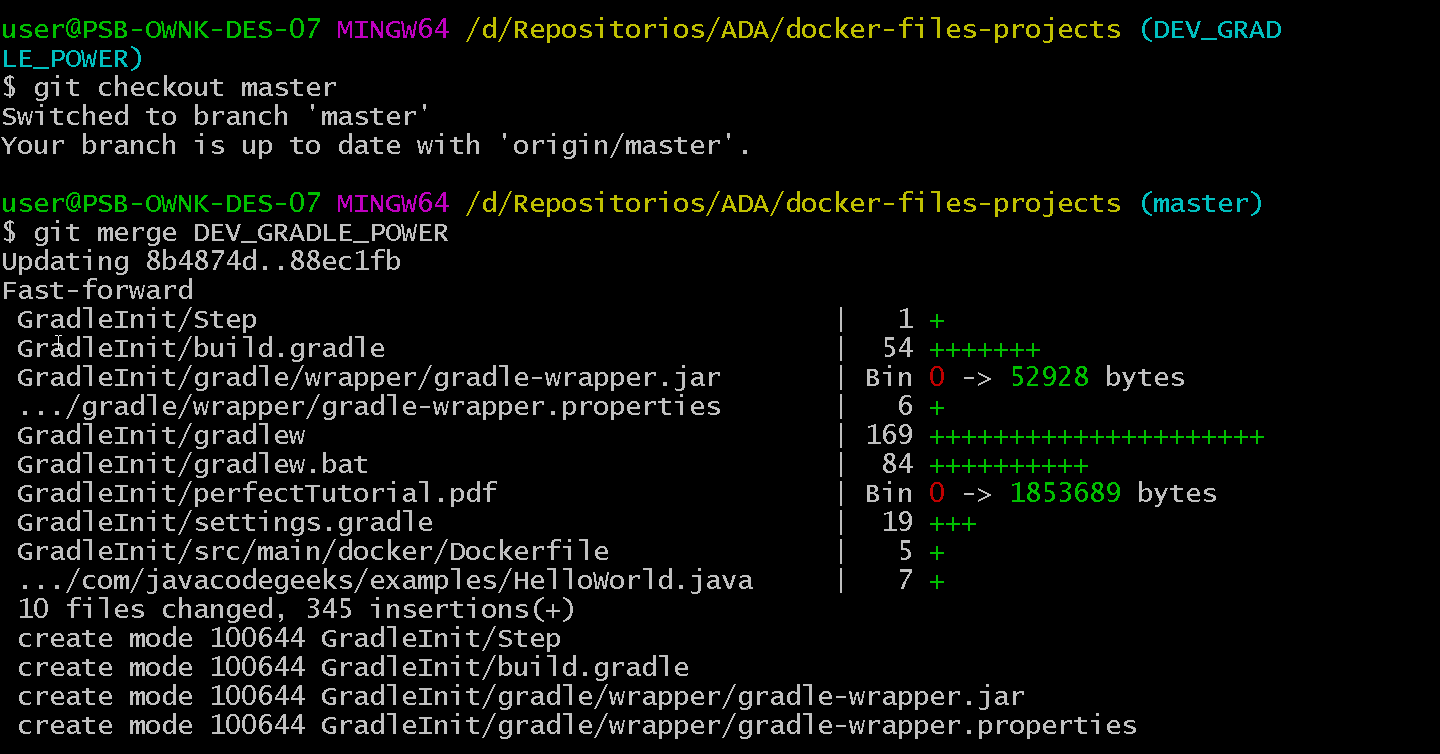 user@PSB-OWNK-DES-07 MINGW64 /d/Repositorios/ADA/docker-files-projects (DEV_GRAD
LE_POWER)
$ git checkout master
Switched to branch 'master'
Your branch is up to date with 'origin/master'.
user@PSB-OWNK-DES-07 MINGW64 /d/Repositorios/ADA/docker-files-projects (master)
$ git merge DEV_GRADLE_POWER
Updating 8b4874d..88ec1fb
Fast-forward
 GradleInit/Step                                    |   1 +
 GradleInit/build.gradle                            |  54 +++++++
 GradleInit/gradle/wrapper/gradle-wrapper.jar       | Bin 0 -> 52928 bytes
 .../gradle/wrapper/gradle-wrapper.properties       |   6 +
 GradleInit/gradlew                                 | 169 +++++++++++++++++++++
 GradleInit/gradlew.bat                             |  84 ++++++++++
 GradleInit/perfectTutorial.pdf                     | Bin 0 -> 1853689 bytes
 GradleInit/settings.gradle                         |  19 +++
 GradleInit/src/main/docker/Dockerfile              |   5 +
 .../com/javacodegeeks/examples/HelloWorld.java     |   7 +
 10 files changed, 345 insertions(+)
 create mode 100644 GradleInit/Step
 create mode 100644 GradleInit/build.gradle
 create mode 100644 GradleInit/gradle/wrapper/gradle-wrapper.jar
 create mode 100644 GradleInit/gradle/wrapper/gradle-wrapper.properties